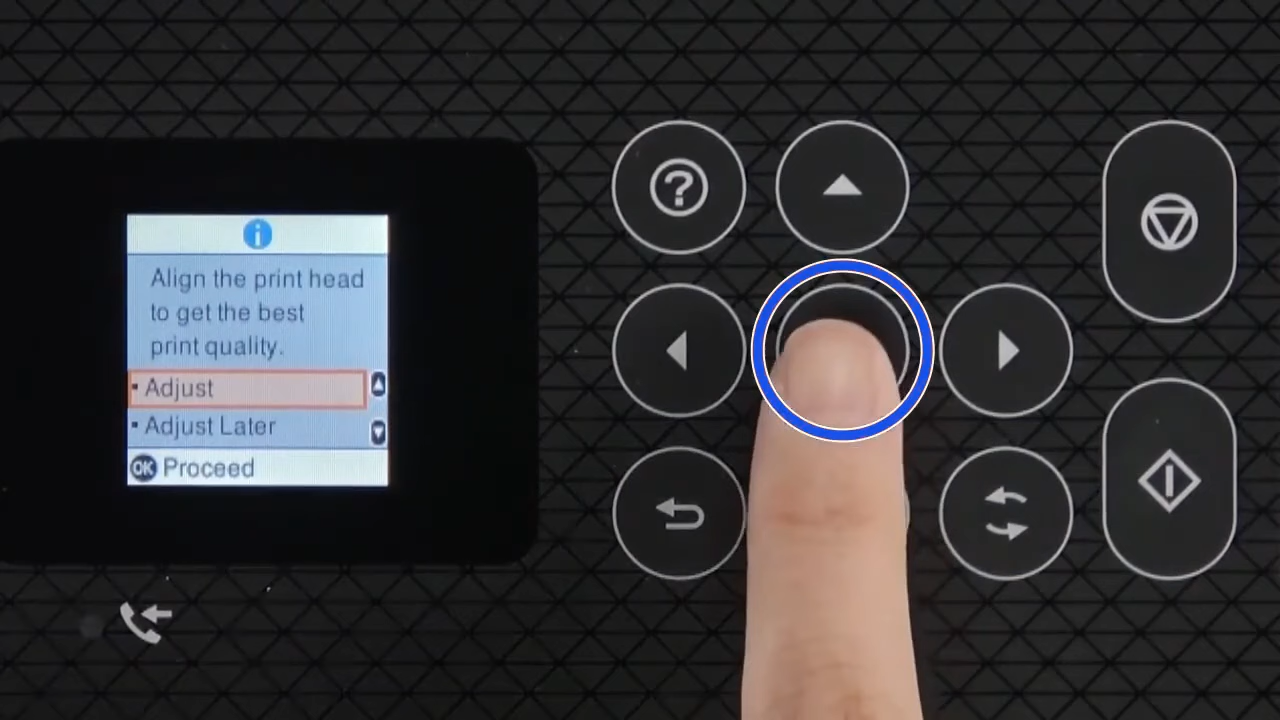 Align the print head
to get the best
print quality.
▪ Adjust
▪ Adjust Later
OK Proceed